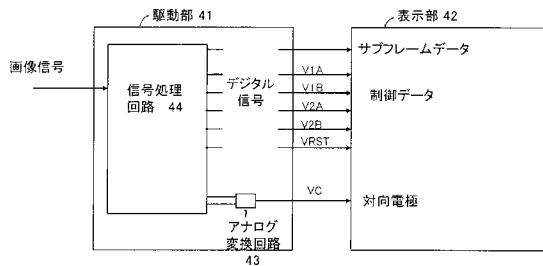 駆動部 41
表示部 42
画像信号
信号処理
回路 44
デジタル
信号
サブフレームデータ
V1A
V1B
制御データ
V2A
V2B
VRST
VC
対向電極
アナログ
変換回路
43